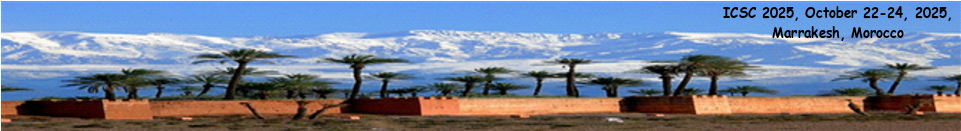 ICSC 2025, October 22-24, 2025,
Marrakesh, Morocco